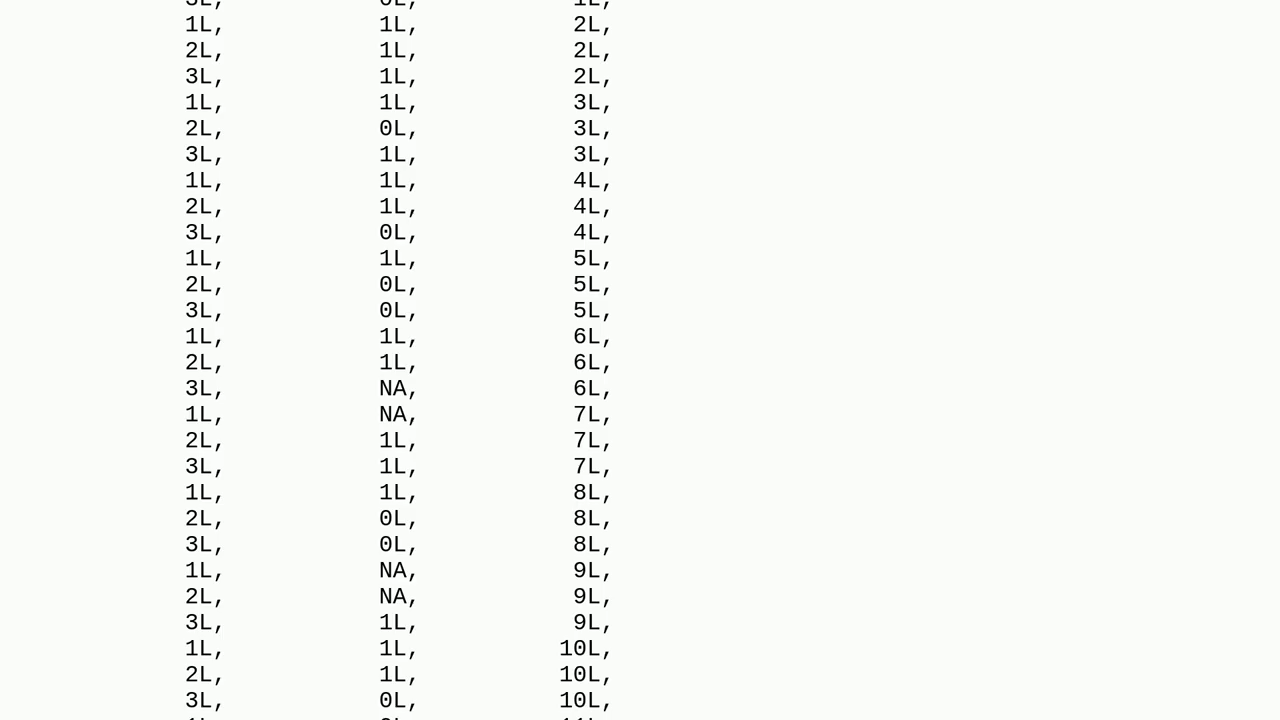 3L, 0L, 1L,
1L, 1L, 2L,
2L, 1L, 2L,
3L, 1L, 2L,
1L, 1L, 3L,
2L, 0L, 3L,
3L, 1L, 3L,
1L, 1L, 4L,
2L, 1L, 4L,
3L, 0L, 4L,
1L, 1L, 5L,
2L, 0L, 5L,
3L, 0L, 5L,
1L, 1L, 6L,
2L, 1L, 6L,
3L, NA, 6L,
1L, NA, 7L,
2L, 1L, 7L,
3L, 1L, 7L,
1L, 1L, 8L,
2L, 0L, 8L,
3L, 0L, 8L,
1L, NA, 9L,
2L, NA, 9L,
3L, 1L, 9L,
1L, 1L, 10L,
2L, 1L, 10L,
3L, 0L, 10L,